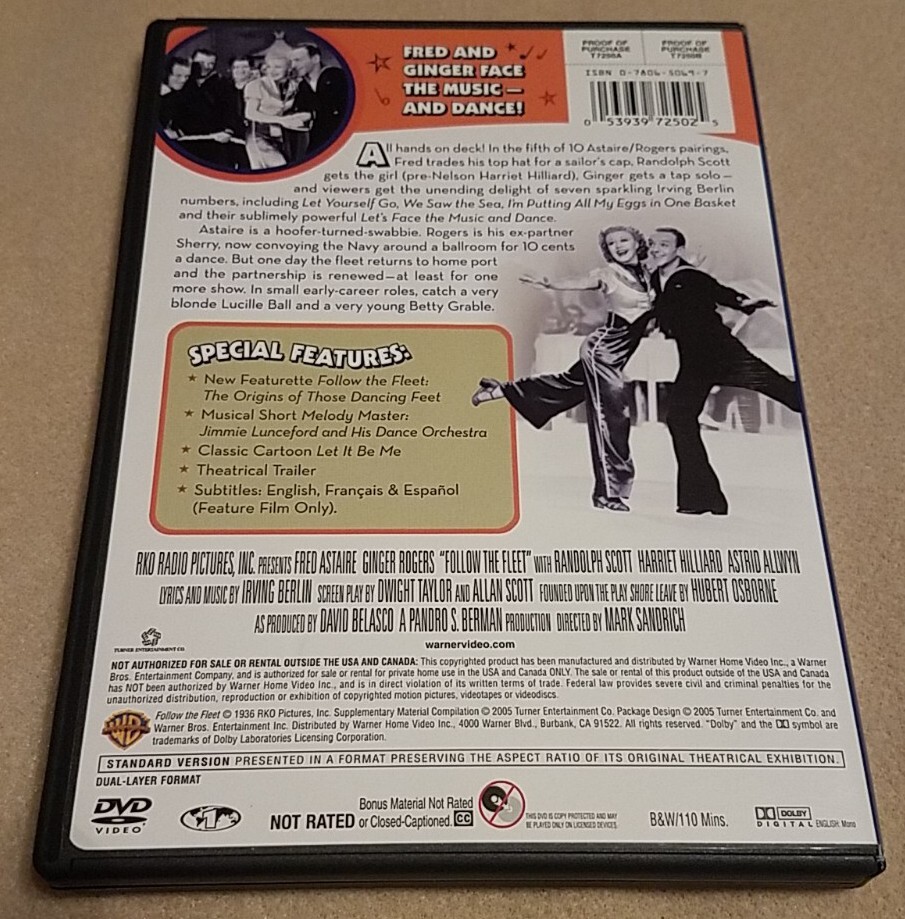 FRED AND
GINGER FACE
THE MUSIC —
AND DANCE!
PROOF OF
PURCHASE
T7250A
PROOF OF
PURCHASE
T7250B
ISBN 0-7806-5069-7
0 53939 72502 5
All hands on deck! In the fifth of 10 Astaire/Rogers pairings,
Fred trades his top hat for a sailor's cap, Randolph Scott
gets the girl (pre-Nelson Harriet Hilliard), Ginger gets a tap solo—
and viewers get the unending delight of seven sparkling Irving Berlin
numbers, including Let Yourself Go, We Saw the Sea, I'm Putting All My Eggs in One Basket
and their sublimely powerful Let's Face the Music and Dance.
Astaire is a hoofer-turned-swabbie. Rogers is his ex-partner
Sherry, now convoying the Navy around a ballroom for 10 cents
a dance. But one day the fleet returns to home port
and the partnership is renewed—at least for one
more show. In small early-career roles, catch a very
blonde Lucille Ball and a very young Betty Grable.
SPECIAL FEATURES:
★ New Featurette Follow the Fleet:
The Origins of Those Dancing Feet
★ Musical Short Melody Master:
Jimmie Lunceford and His Dance Orchestra
★ Classic Cartoon Let It Be Me
★ Theatrical Trailer
★ Subtitles: English, Français & Español
(Feature Film Only).
RKO RADIO PICTURES, INC. PRESENTS FRED ASTAIRE GINGER ROGERS "FOLLOW THE FLEET" WITH RANDOLPH SCOTT HARRIET HILLIARD ASTRID ALLWYN
LYRICS AND MUSIC BY IRVING BERLIN SCREEN PLAY BY DWIGHT TAYLOR AND ALLAN SCOTT FOUNDED UPON THE PLAY SHORE LEAVE BY HUBERT OSBORNE
AS PRODUCED BY DAVID BELASCO A PANDRO S. BERMAN PRODUCTION DIRECTED BY MARK SANDRICH
TURNER ENTERTAINMENT CO.
warnervideo.com
NOT AUTHORIZED FOR SALE OR RENTAL OUTSIDE THE USA AND CANADA: This copyrighted product has been manufactured and distributed by Warner Home Video Inc., a Warner
Bros. Entertainment Company, and is authorized for sale or rental for private home use in the USA and Canada ONLY. The sale or rental of this product outside of the USA and Canada
has NOT been authorized by Warner Home Video Inc., and is in direct violation of its written terms of trade. Federal law provides severe civil and criminal penalties for the
unauthorized distribution, reproduction or exhibition of copyrighted motion pictures, videotapes or videodiscs.
WB
Follow the Fleet © 1936 RKO Pictures, Inc. Supplementary Material Compilation © 2005 Turner Entertainment Co. Package Design © 2005 Turner Entertainment Co. and
Warner Bros. Entertainment Inc. Distributed by Warner Home Video Inc., 4000 Warner Blvd., Burbank, CA 91522. All rights reserved. "Dolby" and the DD symbol are
trademarks of Dolby Laboratories Licensing Corporation.
STANDARD VERSION PRESENTED IN A FORMAT PRESERVING THE ASPECT RATIO OF ITS ORIGINAL THEATRICAL EXHIBITION.
DUAL-LAYER FORMAT
DVD
VIDEO
1
NOT RATED
Bonus Material Not Rated
or Closed-Captioned. CC
THIS DVD IS COPY PROTECTED AND MAY
BE PLAYED ONLY ON LICENSED DEVICES.
B&W/110 Mins.
DOLBY
DIGITAL
ENGLISH: Mono